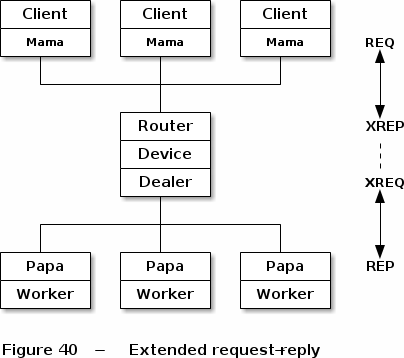 Client Client Client
Mama Mama Mama REQ
Router XREP
Device
Dealer XREQ
Papa Papa Papa REP
Worker Worker Worker
Figure 40 – Extended request-reply